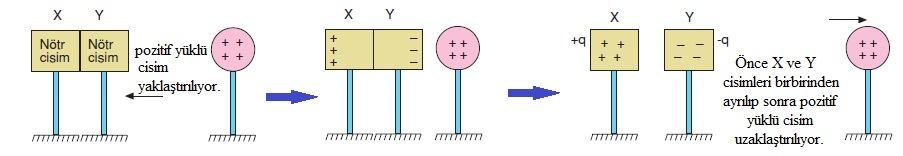 X Y
Nötr
cisim
Nötr
cisim
pozitif yüklü
cisim
yaklaştırılıyor.
+ +
+ +
X Y
+
+
+
–
–
–
+ +
+ +
X
+q
+ +
+ +
Y
-q
– –
– –
Önce X ve Y
cisimleri birbirinden
ayrılıp sonra pozitif
yüklü cisim
uzaklaştırılıyor.
+ +
+ +